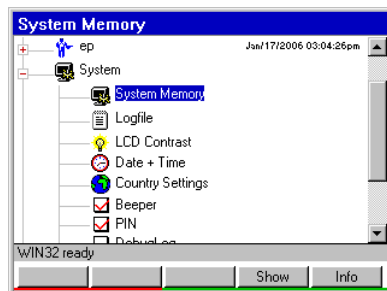 System Memory
ep Jan/17/2006 03:04:26pm
System
System Memory
Logfile
LCD Contrast
Date + Time
Country Settings
Beeper
PIN
DebugLog
WIN32 ready
Show Info